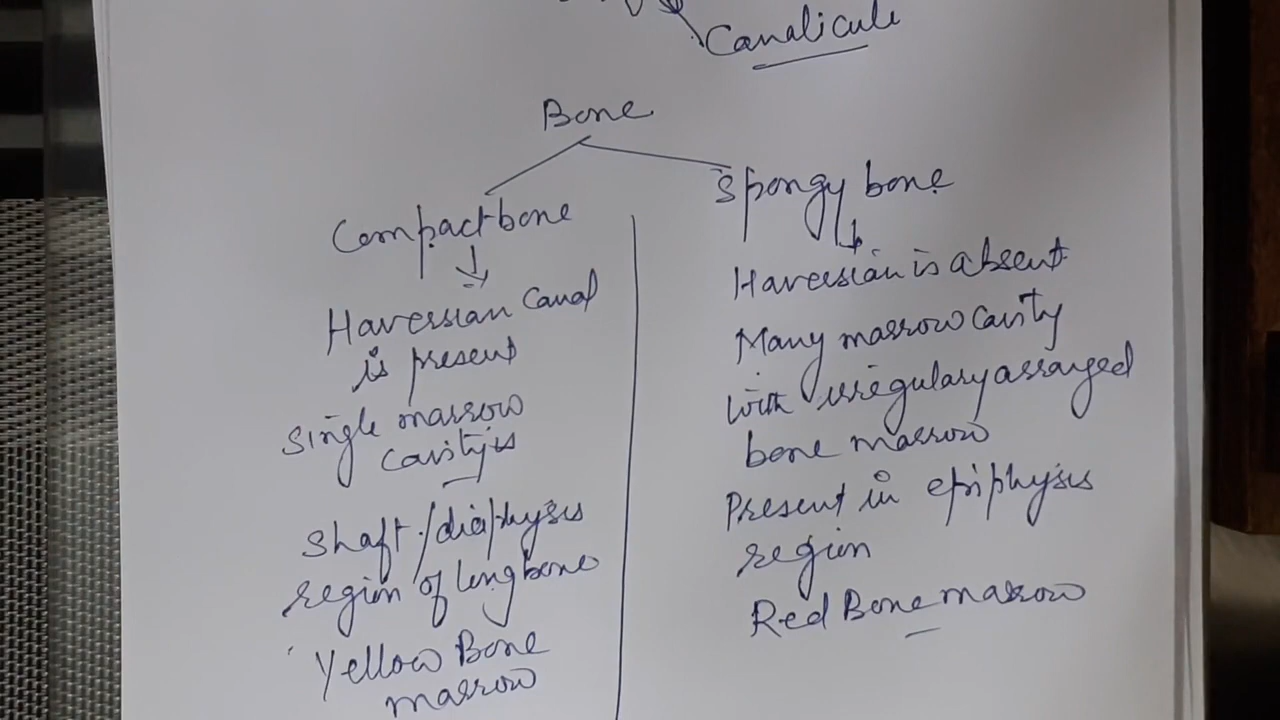 Canaliculi
Bone
Compact bone
Haversian Canal
is present
Single marrow
cavity is
Shaft/diaphysis
region of long bone
Yellow Bone
marrow
Spongy bone
Haversian is absent
Many marrow cavity
with irregulary arranged
bone marrow
Present in epiphysis
region
Red Bone marrow